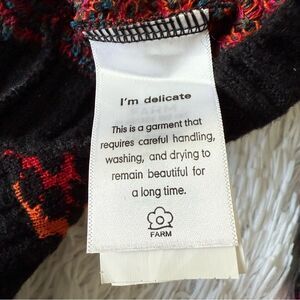 I'm delicate
This is a garment that
requires careful handling,
washing, and drying to
remain beautiful for
a long time.
FARM